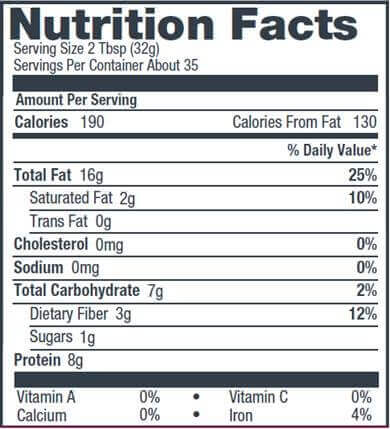 Nutrition Facts
Serving Size 2 Tbsp (32g)
Servings Per Container About 35
Amount Per Serving
Calories 190 Calories From Fat 130
% Daily Value*
Total Fat 16g 25%
Saturated Fat 2g 10%
Trans Fat 0g
Cholesterol 0mg 0%
Sodium 0mg 0%
Total Carbohydrate 7g 2%
Dietary Fiber 3g 12%
Sugars 1g
Protein 8g
Vitamin A 0% • Vitamin C 0%
Calcium 0% • Iron 4%